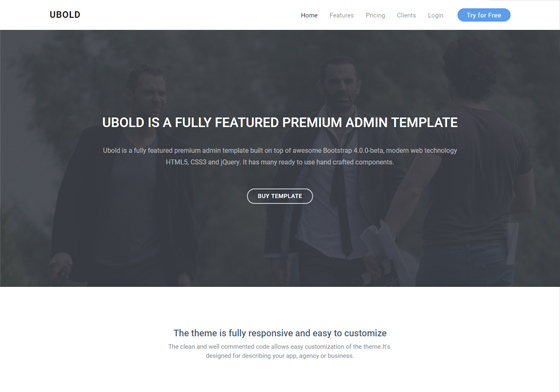 UBOLD
Home Features Pricing Clients Login Try for Free
UBOLD IS A FULLY FEATURED PREMIUM ADMIN TEMPLATE
Ubold is a fully featured premium admin template built on top of awesome Bootstrap 4.0.0-beta, modern web technology
HTML5, CSS3 and jQuery. It has many ready to use hand crafted components.
BUY TEMPLATE
The theme is fully responsive and easy to customize
The clean and well commented code allows easy customization of the theme.It's
designed for describing your app, agency or business.